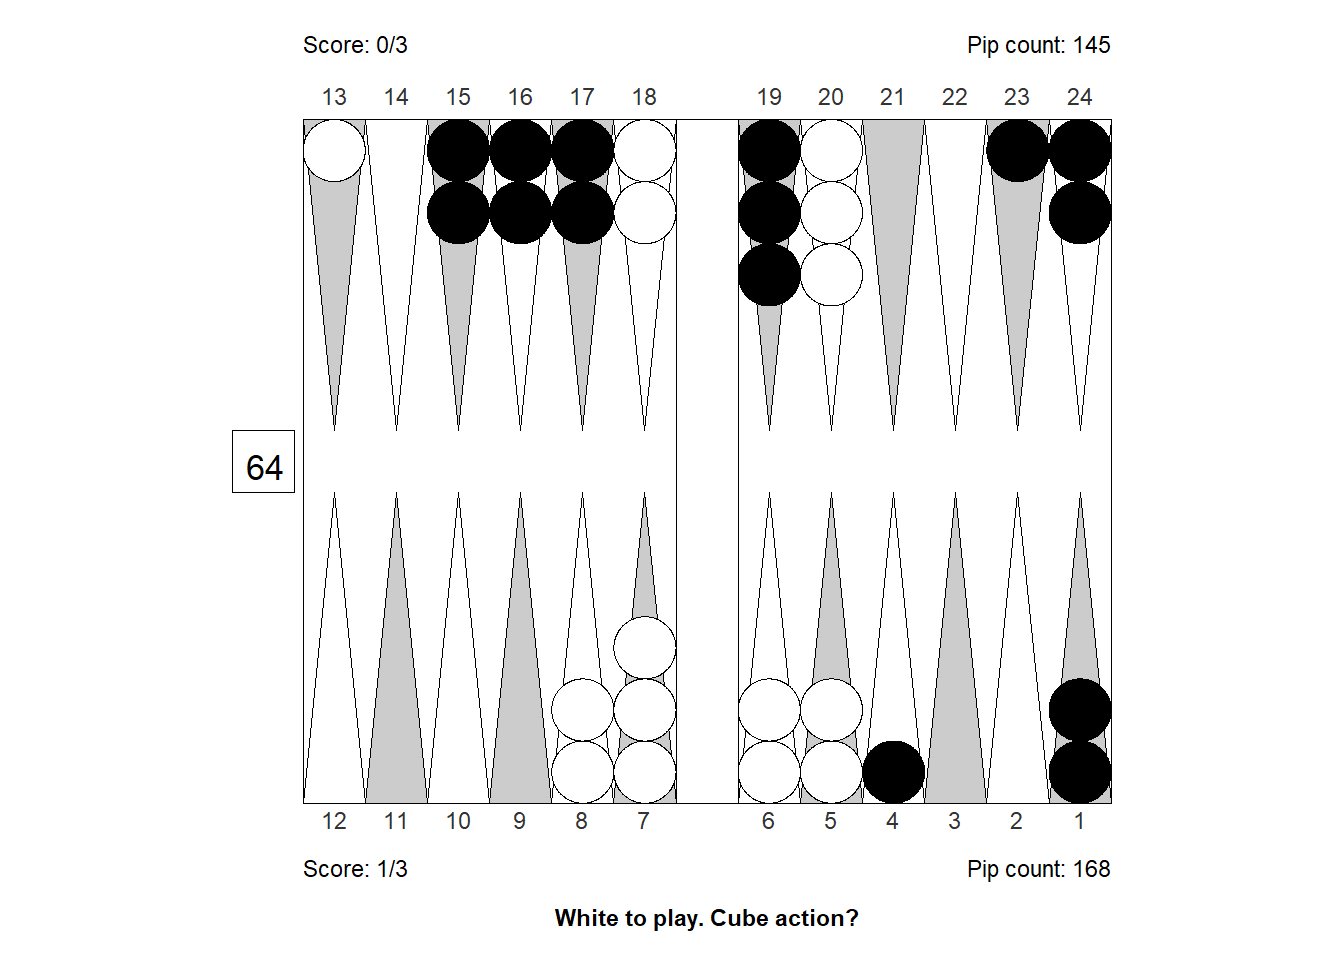 Score: 0/3 Pip count: 145
13 14 15 16 17 18 19 20 21 22 23 24
64
12 11 10 9 8 7 6 5 4 3 2 1
Score: 1/3 Pip count: 168
White to play. Cube action?